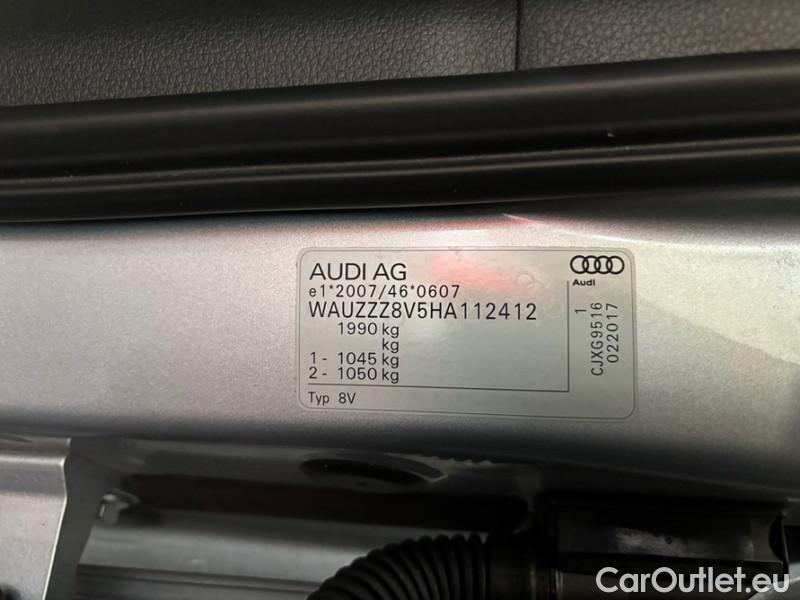 AUDI AG
e1*2007/46*0607
WAUZZZ8V5HA112412
1990 kg
kg
1 - 1045 kg
2 - 1050 kg
Typ 8V
Audi
1
CJXG9516
022017
CarOutlet.eu